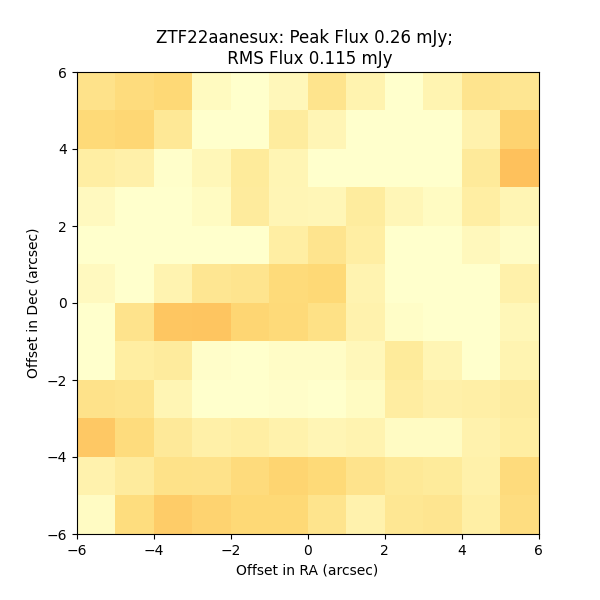 ZTF22aanesux: Peak Flux 0.26 mJy;
RMS Flux 0.115 mJy
6
4
2
0
−2
−4
−6
Offset in Dec (arcsec)
−6 −4 −2 0 2 4 6
Offset in RA (arcsec)